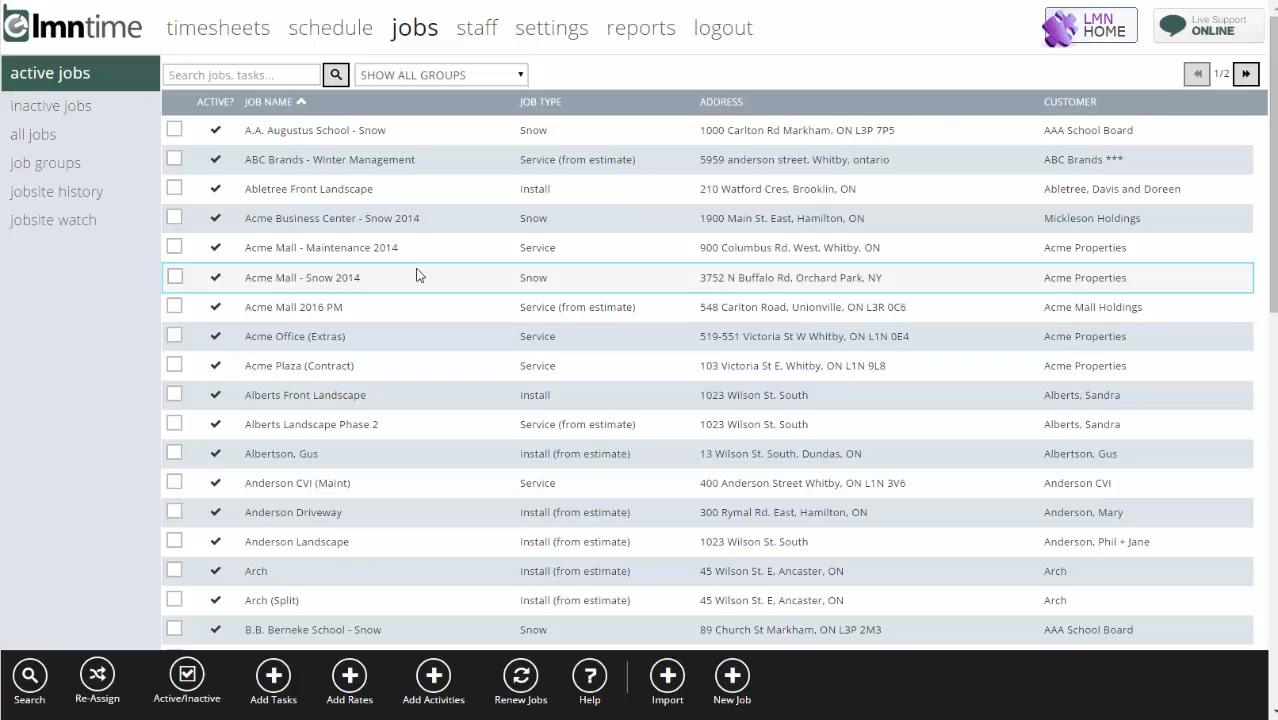 lmntime timesheets schedule jobs staff settings reports logout LMN HOME Live Support ONLINE
active jobs
inactive jobs
all jobs
job groups
jobsite history
jobsite watch
Search jobs, tasks... SHOW ALL GROUPS 1/2
ACTIVE? JOB NAME JOB TYPE ADDRESS CUSTOMER
A.A. Augustus School - Snow Snow 1000 Carlton Rd Markham, ON L3P 7P5 AAA School Board
ABC Brands - Winter Management Service (from estimate) 5959 anderson street, Whitby, ontario ABC Brands ***
Abletree Front Landscape Install 210 Watford Cres, Brooklin, ON Abletree, Davis and Doreen
Acme Business Center - Snow 2014 Snow 1900 Main St. East, Hamilton, ON Mickleson Holdings
Acme Mall - Maintenance 2014 Service 900 Columbus Rd. West, Whitby, ON Acme Properties
Acme Mall - Snow 2014 Snow 3752 N Buffalo Rd, Orchard Park, NY Acme Properties
Acme Mall 2016 PM Service (from estimate) 548 Carlton Road, Unionville, ON L3R 0C6 Acme Mall Holdings
Acme Office (Extras) Service 519-551 Victoria St W Whitby, ON L1N 0E4 Acme Properties
Acme Plaza (Contract) Service 103 Victoria St E, Whitby, ON L1N 9L8 Acme Properties
Alberts Front Landscape Install 1023 Wilson St. South Alberts, Sandra
Alberts Landscape Phase 2 Service (from estimate) 1023 Wilson St. South Alberts, Sandra
Albertson, Gus Install (from estimate) 13 Wilson St. South, Dundas, ON Albertson, Gus
Anderson CVI (Maint) Service 400 Anderson Street Whitby, ON L1N 3V6 Anderson CVI
Anderson Driveway Install (from estimate) 300 Rymal Rd. East, Hamilton, ON Anderson, Mary
Anderson Landscape Install (from estimate) 1023 Wilson St. South Anderson, Phil + Jane
Arch Install (from estimate) 45 Wilson St. E, Ancaster, ON Arch
Arch (Split) Install (from estimate) 45 Wilson St. E, Ancaster, ON Arch
B.B. Berneke School - Snow Snow 89 Church St Markham, ON L3P 2M3 AAA School Board
Search Re-Assign Active/Inactive Add Tasks Add Rates Add Activities Renew Jobs Help Import New Job